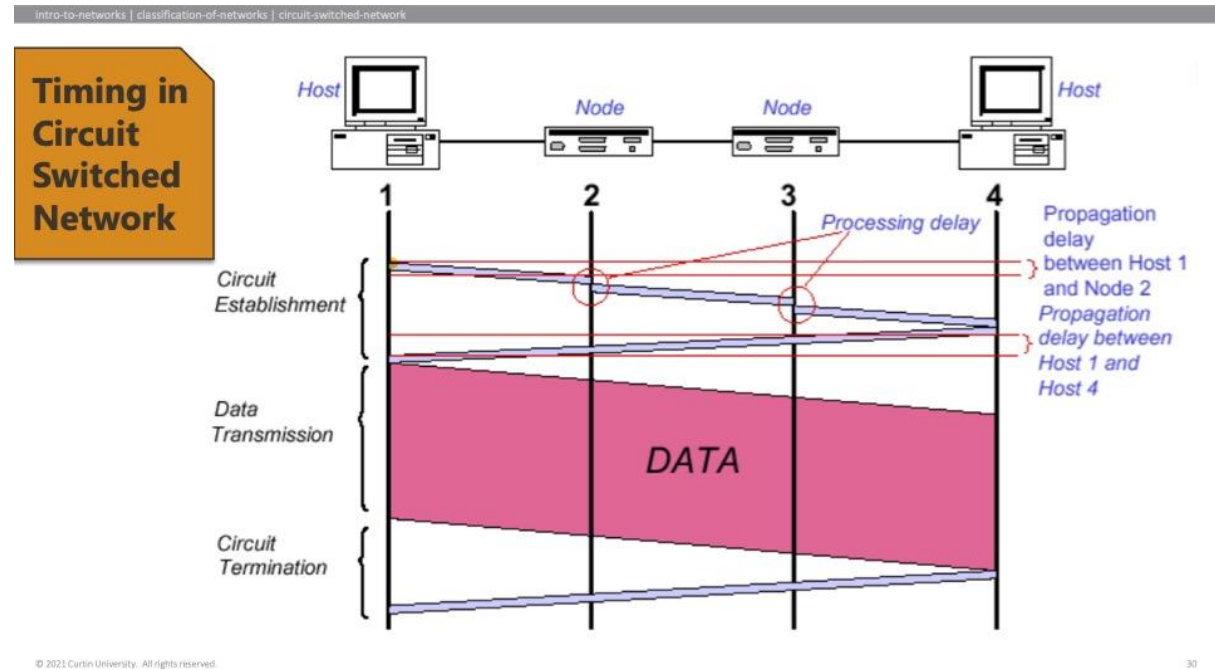 intro-to-networks | classification-of-networks | circuit-switched-network
Timing in
Circuit
Switched
Network
Host
Node
Node
Host
1
2
3
4
Processing delay
Propagation
delay
between Host 1
and Node 2
Propagation
delay between
Host 1 and
Host 4
Circuit
Establishment
Data
Transmission
DATA
Circuit
Termination
© 2021 Curtin University. All rights reserved.
30